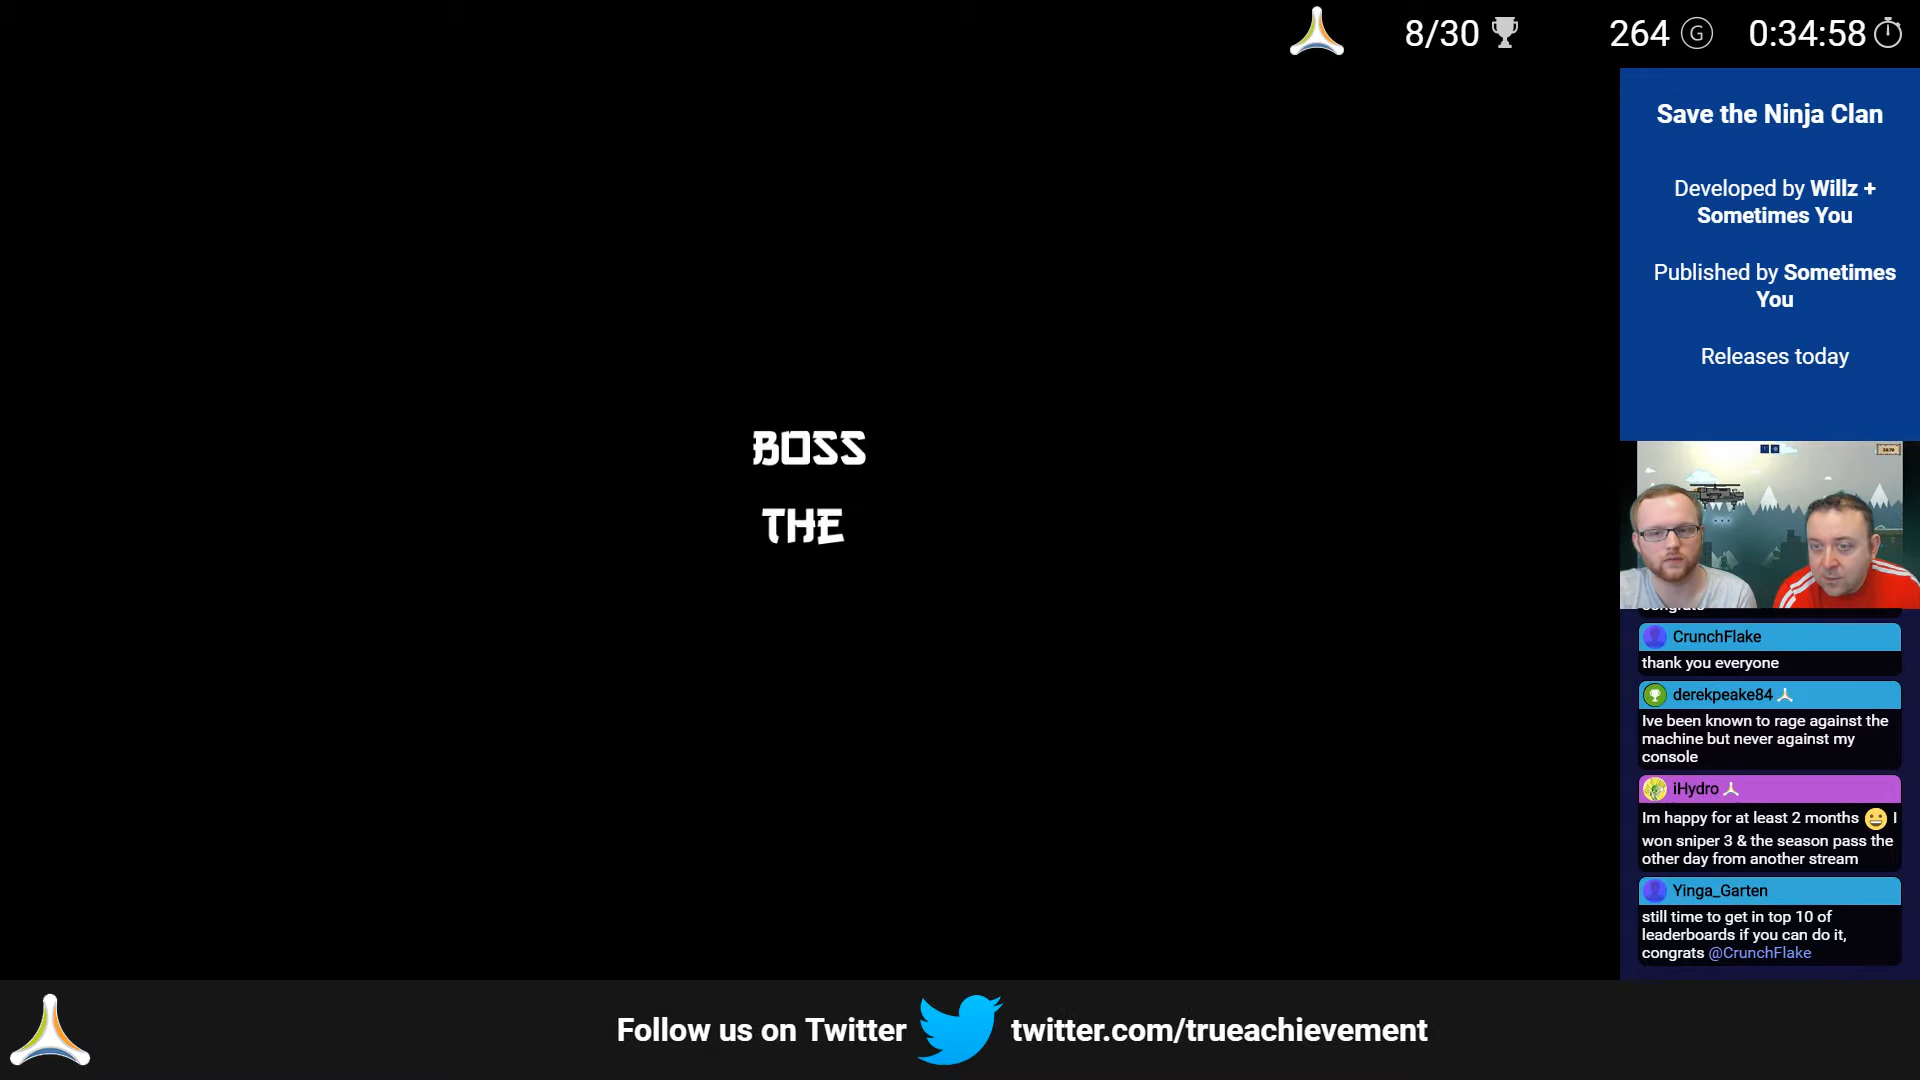 8/30
264 G 0:34:58
Save the Ninja Clan
Developed by Willz +
Sometimes You
Published by Sometimes
You
Releases today
BOSS
THE
CrunchFlake
thank you everyone
derekpeake84
Ive been known to rage against the
machine but never against my
console
iHydro
Im happy for at least 2 months 😀 I
won sniper 3 & the season pass the
other day from another stream
Yinga_Garten
still time to get in top 10 of
leaderboards if you can do it,
congrats @CrunchFlake
Follow us on Twitter twitter.com/trueachievement